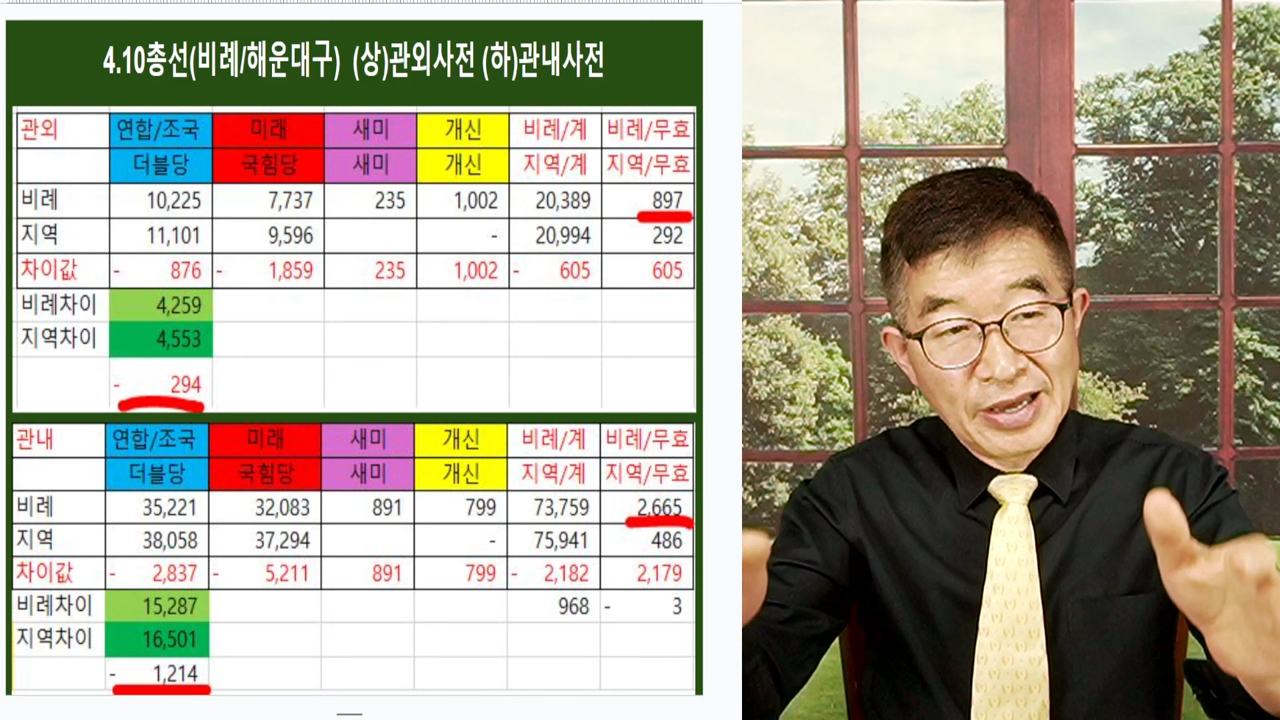 4.10총선(비례/해운대구) (상)관외사전 (하)관내사전
관외 연합/조국 미래 새미 개신 비례/계 비례/무효
더블당 국힘당 새미 개신 지역/계 지역/무효
비례 10,225 7,737 235 1,002 20,389 897
지역 11,101 9,596 - 20,994 292
차이값 - 876 - 1,859 235 1,002 - 605 605
비례차이 4,259
지역차이 4,553
- 294
관내 연합/조국 미래 새미 개신 비례/계 비례/무효
더블당 국힘당 새미 개신 지역/계 지역/무효
비례 35,221 32,083 891 799 73,759 2,665
지역 38,058 37,294 - 75,941 486
차이값 - 2,837 - 5,211 891 799 - 2,182 2,179
비례차이 15,287 968 - 3
지역차이 16,501
- 1,214